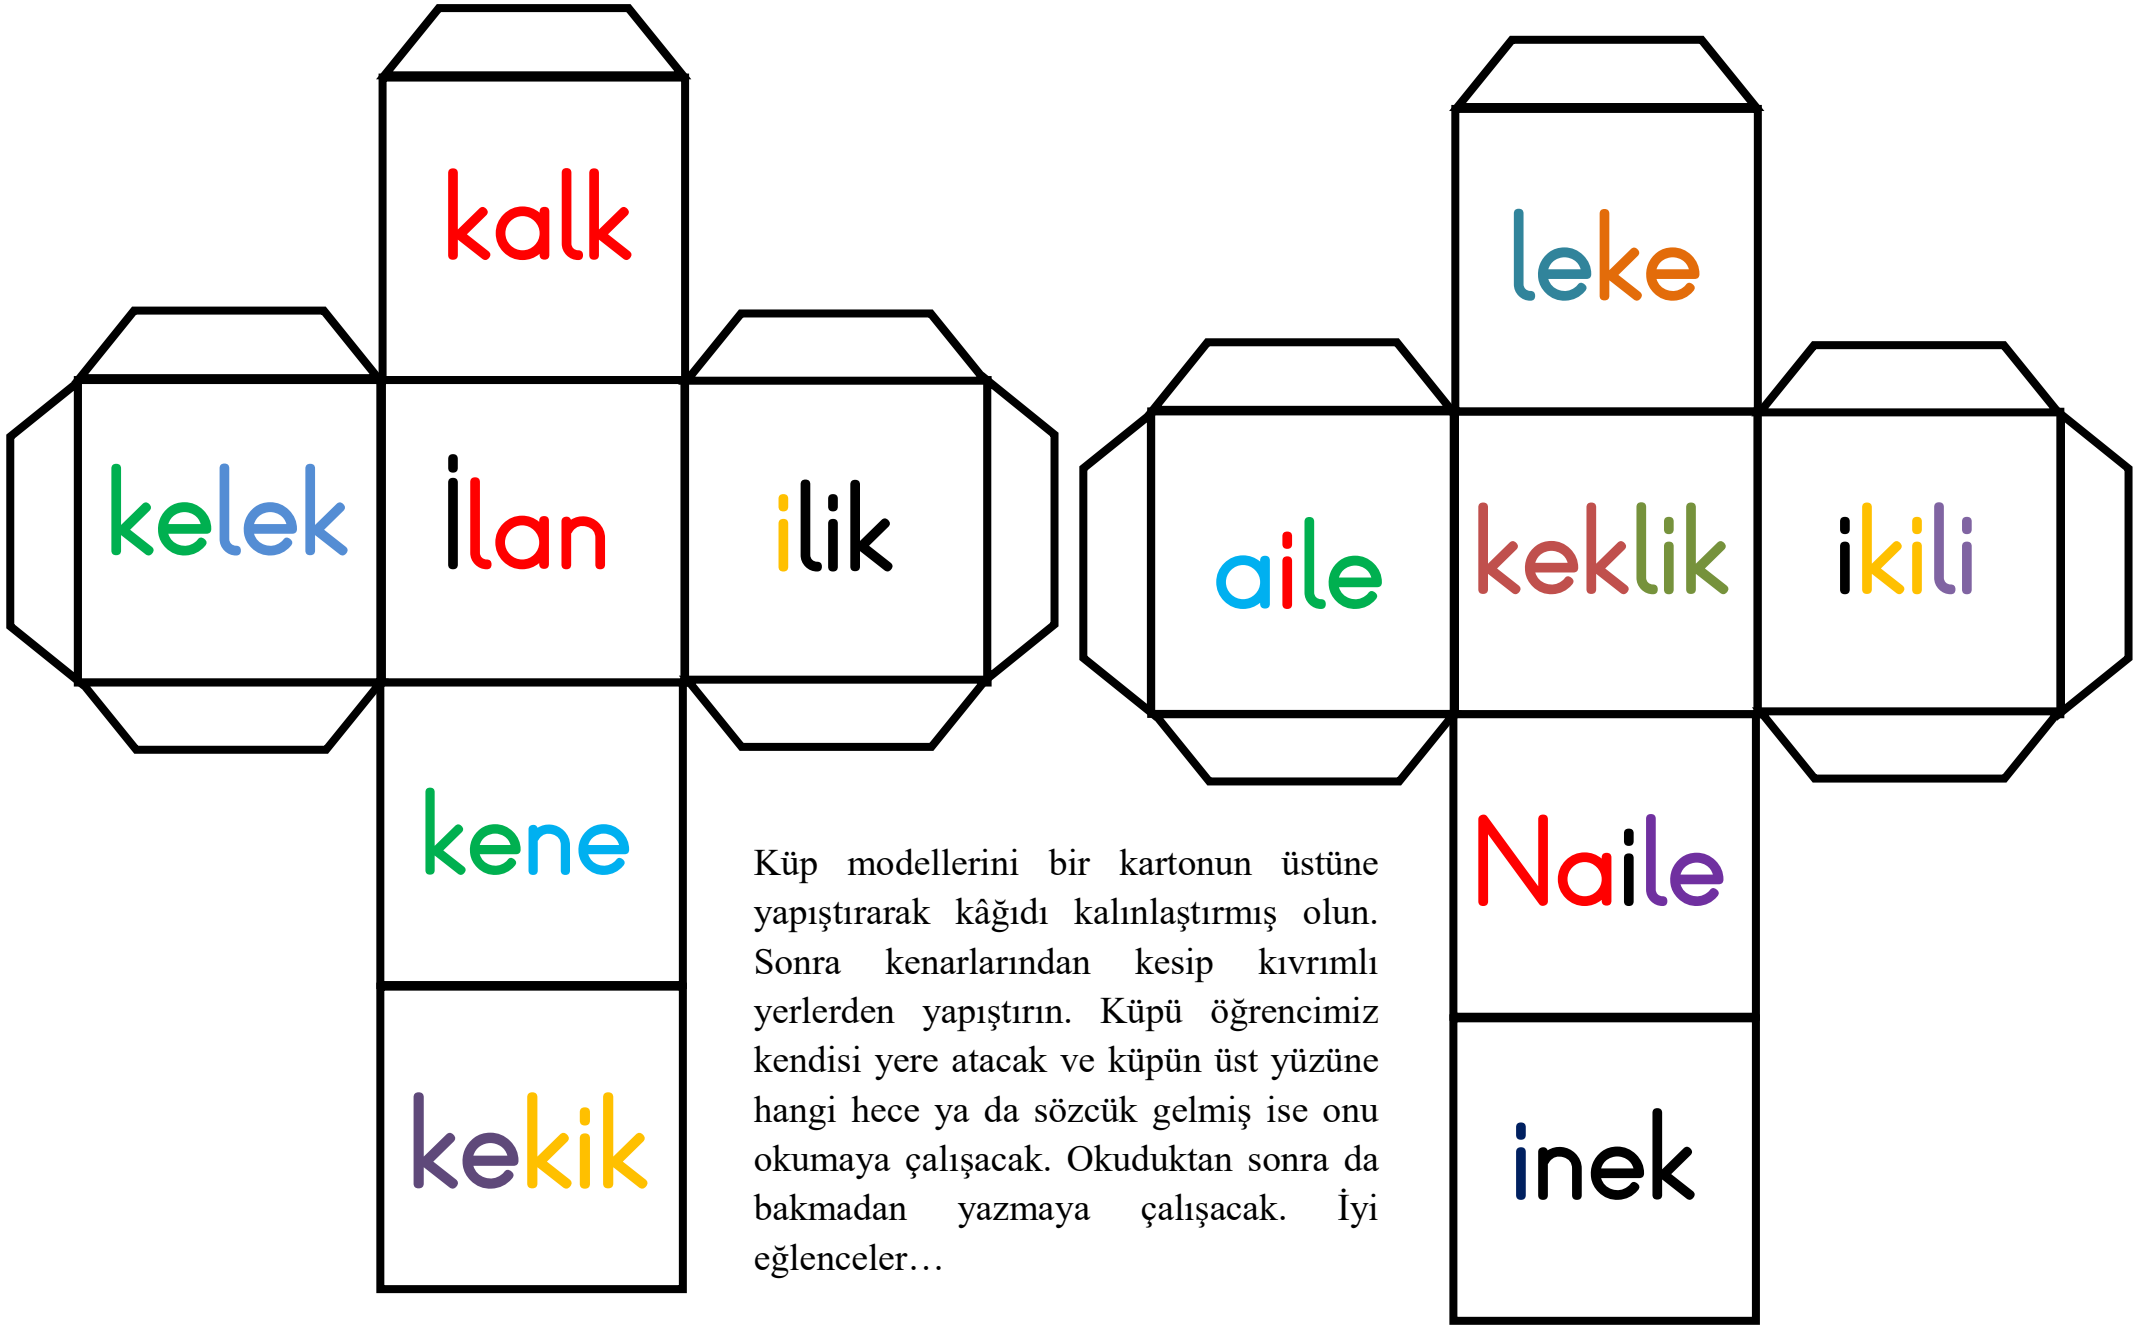 kalk
kelek
İlan
ilik
kene
kekik
leke
aile
keklik
ikili
Naile
inek
Küp modellerini bir kartonun üstüne
yapıştırarak kâğıdı kalınlaştırmış olun.
Sonra kenarlarından kesip kıvrımlı
yerlerden yapıştırın. Küpü öğrencimiz
kendisi yere atacak ve küpün üst yüzüne
hangi hece ya da sözcük gelmiş ise onu
okumaya çalışacak. Okuduktan sonra da
bakmadan yazmaya çalışacak. İyi
eğlenceler…